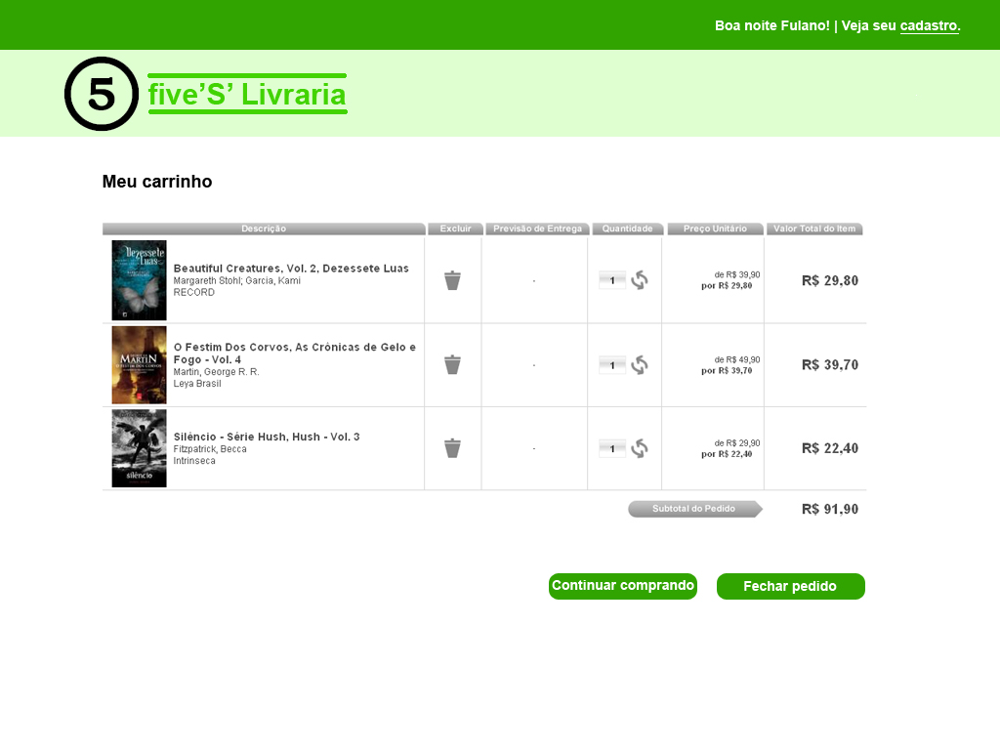 Boa noite Fulano! | Veja seu cadastro.
5
five’S’ Livraria
Meu carrinho
Descrição Excluir Previsão de Entrega Quantidade Preço Unitário Valor Total do Item
Dezessete
Luas
Beautiful Creatures, Vol. 2, Dezessete Luas
Margareth Stohl; Garcia, Kami
RECORD
-
1
de R$ 39,90
por R$ 29,80
R$ 29,80
MARTIN
O FESTIM DOS CORVOS
O Festim Dos Corvos, As Crônicas de Gelo e
Fogo - Vol. 4
Martin, George R. R.
Leya Brasil
-
1
de R$ 49,90
por R$ 39,70
R$ 39,70
silêncio
Silêncio - Série Hush, Hush - Vol. 3
Fitzpatrick, Becca
Intrinseca
-
1
de R$ 29,90
por R$ 22,40
R$ 22,40
Subtotal do Pedido R$ 91,90
Continuar comprando Fechar pedido